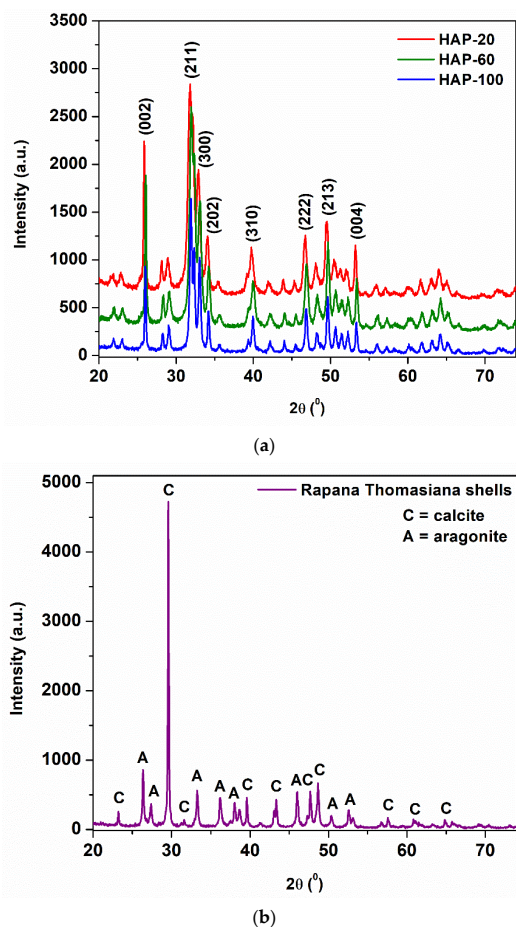 3500
3000
2500
2000
1500
1000
500
0
Intensity (a.u.)
HAP-20
HAP-60
HAP-100
(002)
(211)
(300)
(202)
(310)
(222)
(213)
(004)
20 30 40 50 60 70
2θ (⁰)
(a)
5000
4000
3000
2000
1000
0
Intensity (a.u.)
Rapana Thomasiana shells
C = calcite
A = aragonite
C
A
A
C
C
A
A
A
C
C
A
C
C
A
A
C
C
C
20 30 40 50 60 70
2θ (⁰)
(b)